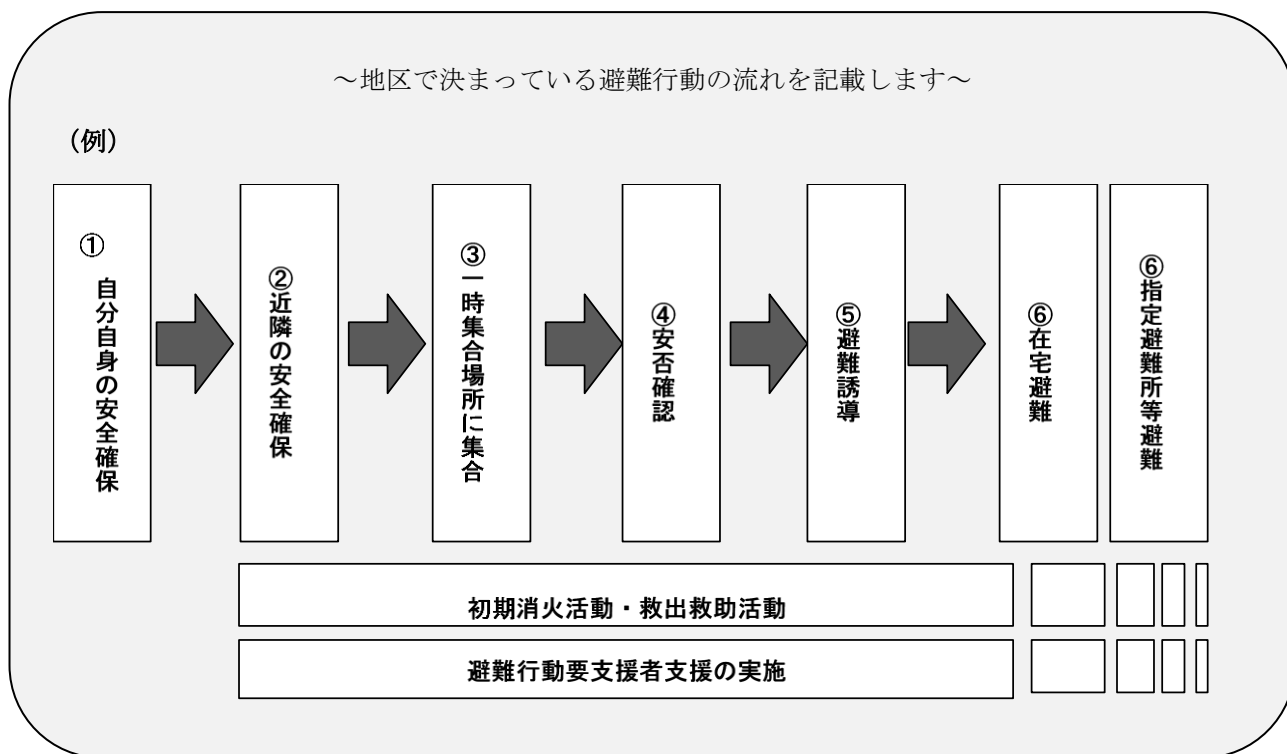 ～地区で決まっている避難行動の流れを記載します～
（例）
①
自分自身の安全確保
②近隣の安全確保
③一時集合場所に集合
④安否確認
⑤避難誘導
⑥在宅避難
⑥指定避難所等避難
初期消火活動・救出救助活動
避難行動要支援者支援の実施